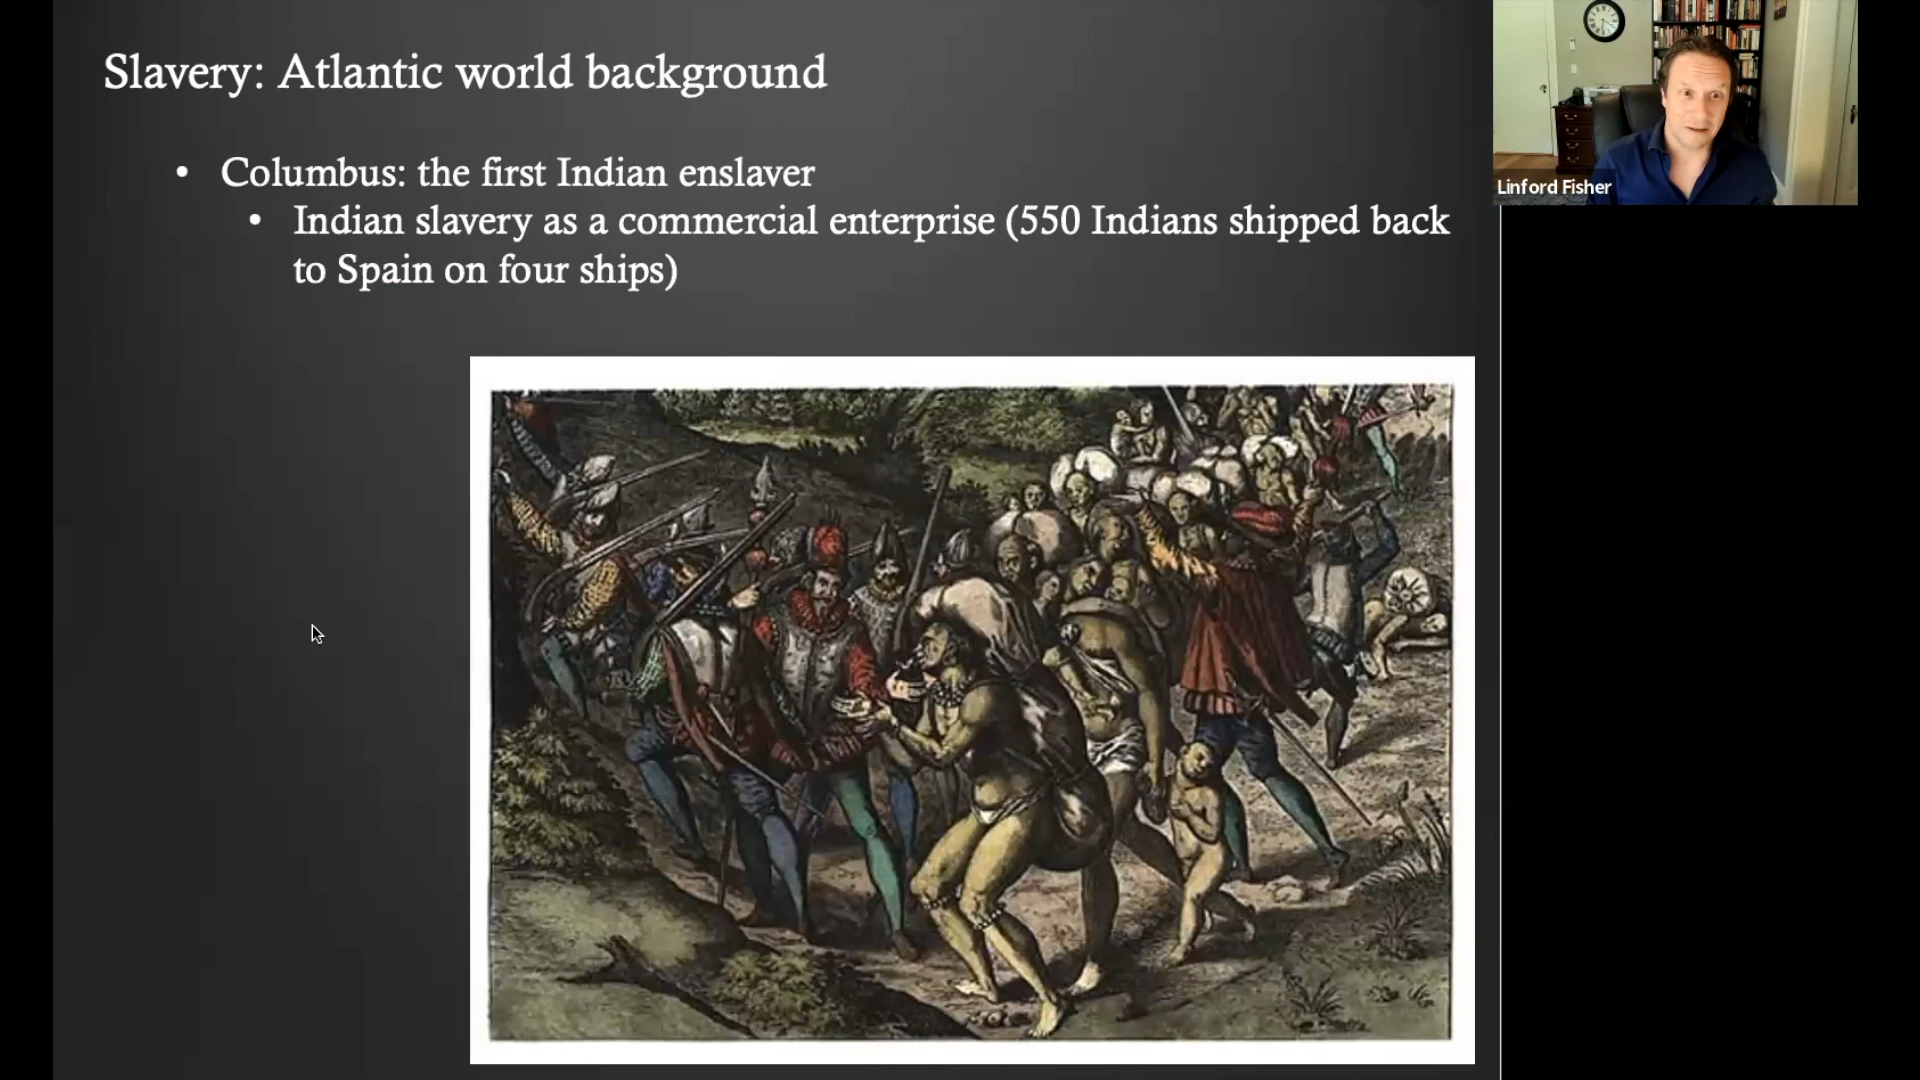 Slavery: Atlantic world background
• Columbus: the first Indian enslaver
• Indian slavery as a commercial enterprise (550 Indians shipped back
to Spain on four ships)
Linford Fisher